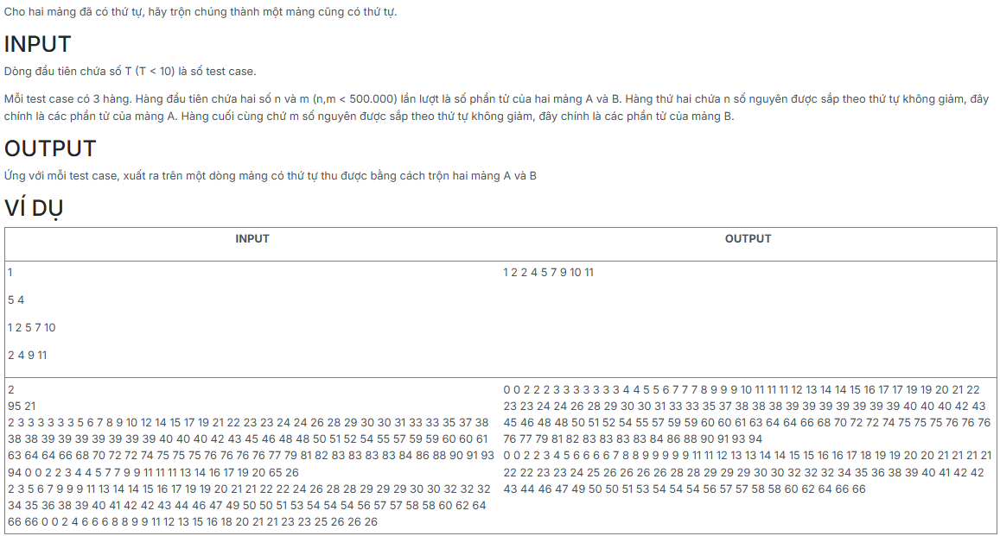 Cho hai mảng đã có thứ tự, hãy trộn chúng thành một mảng cũng có thứ tự.
INPUT
Dòng đầu tiên chứa số T (T < 10) là số test case.
Mỗi test case có 3 hàng. Hàng đầu tiên chứa hai số n và m (n,m < 500.000) lần lượt là số phần tử của hai mảng A và B. Hàng thứ hai chứa n số nguyên được sắp theo thứ tự không giảm, đây
chính là các phần tử của mảng A. Hàng cuối cùng chứ m số nguyên được sắp theo thứ tự không giảm, đây chính là các phần tử của mảng B.
OUTPUT
Ứng với mỗi test case, xuất ra trên một dòng mảng có thứ tự thu được bằng cách trộn hai mảng A và B
VÍ DỤ
INPUT
OUTPUT
1
5 4
1 2 5 7 10
2 4 9 11
1 2 2 4 5 7 9 10 11
2
95 21
2 3 3 3 3 3 3 5 6 7 8 9 10 12 14 15 17 19 21 22 23 23 24 24 26 28 29 30 30 31 33 33 35 37 38
38 38 39 39 39 39 39 39 39 40 40 40 42 43 45 46 48 48 50 51 52 54 55 57 59 59 60 60 61
63 64 64 66 68 70 72 72 74 75 75 75 76 76 76 76 77 79 81 82 83 83 83 83 84 86 88 90 91 93
94 0 0 2 2 3 4 4 5 7 7 9 9 11 11 11 13 14 16 17 19 20 65 26
2 3 5 6 7 9 9 9 11 13 14 14 15 16 17 19 19 20 21 21 22 22 24 26 28 28 29 29 29 30 30 32 32 32
34 35 36 38 39 40 41 42 42 43 44 46 47 49 50 50 51 53 54 54 54 56 57 57 58 58 60 62 64
66 66 0 0 2 4 6 6 6 8 8 9 9 11 12 13 15 16 18 20 21 21 23 23 25 26 26 26
0 0 2 2 2 3 3 3 3 3 3 3 4 4 5 5 6 7 7 7 8 9 9 9 10 11 11 11 12 13 14 14 15 16 17 17 19 19 20 21 22
23 23 24 24 26 28 29 30 30 31 33 33 35 37 38 38 38 39 39 39 39 39 39 39 40 40 40 42 43
45 46 48 48 50 51 52 54 55 57 59 59 60 60 61 63 64 64 66 68 70 72 72 74 75 75 75 76 76 76
76 77 79 81 82 83 83 83 83 84 86 88 90 91 93 94
0 0 2 2 3 4 5 6 6 6 6 7 8 8 9 9 9 9 9 11 11 12 13 13 14 14 15 15 16 16 17 18 19 19 20 20 21 21 21 21
22 22 23 23 24 25 26 26 26 26 28 28 29 29 29 30 30 32 32 32 34 35 36 38 39 40 41 42 42
43 44 46 47 49 50 50 51 53 54 54 54 56 57 57 58 58 60 62 64 66 66